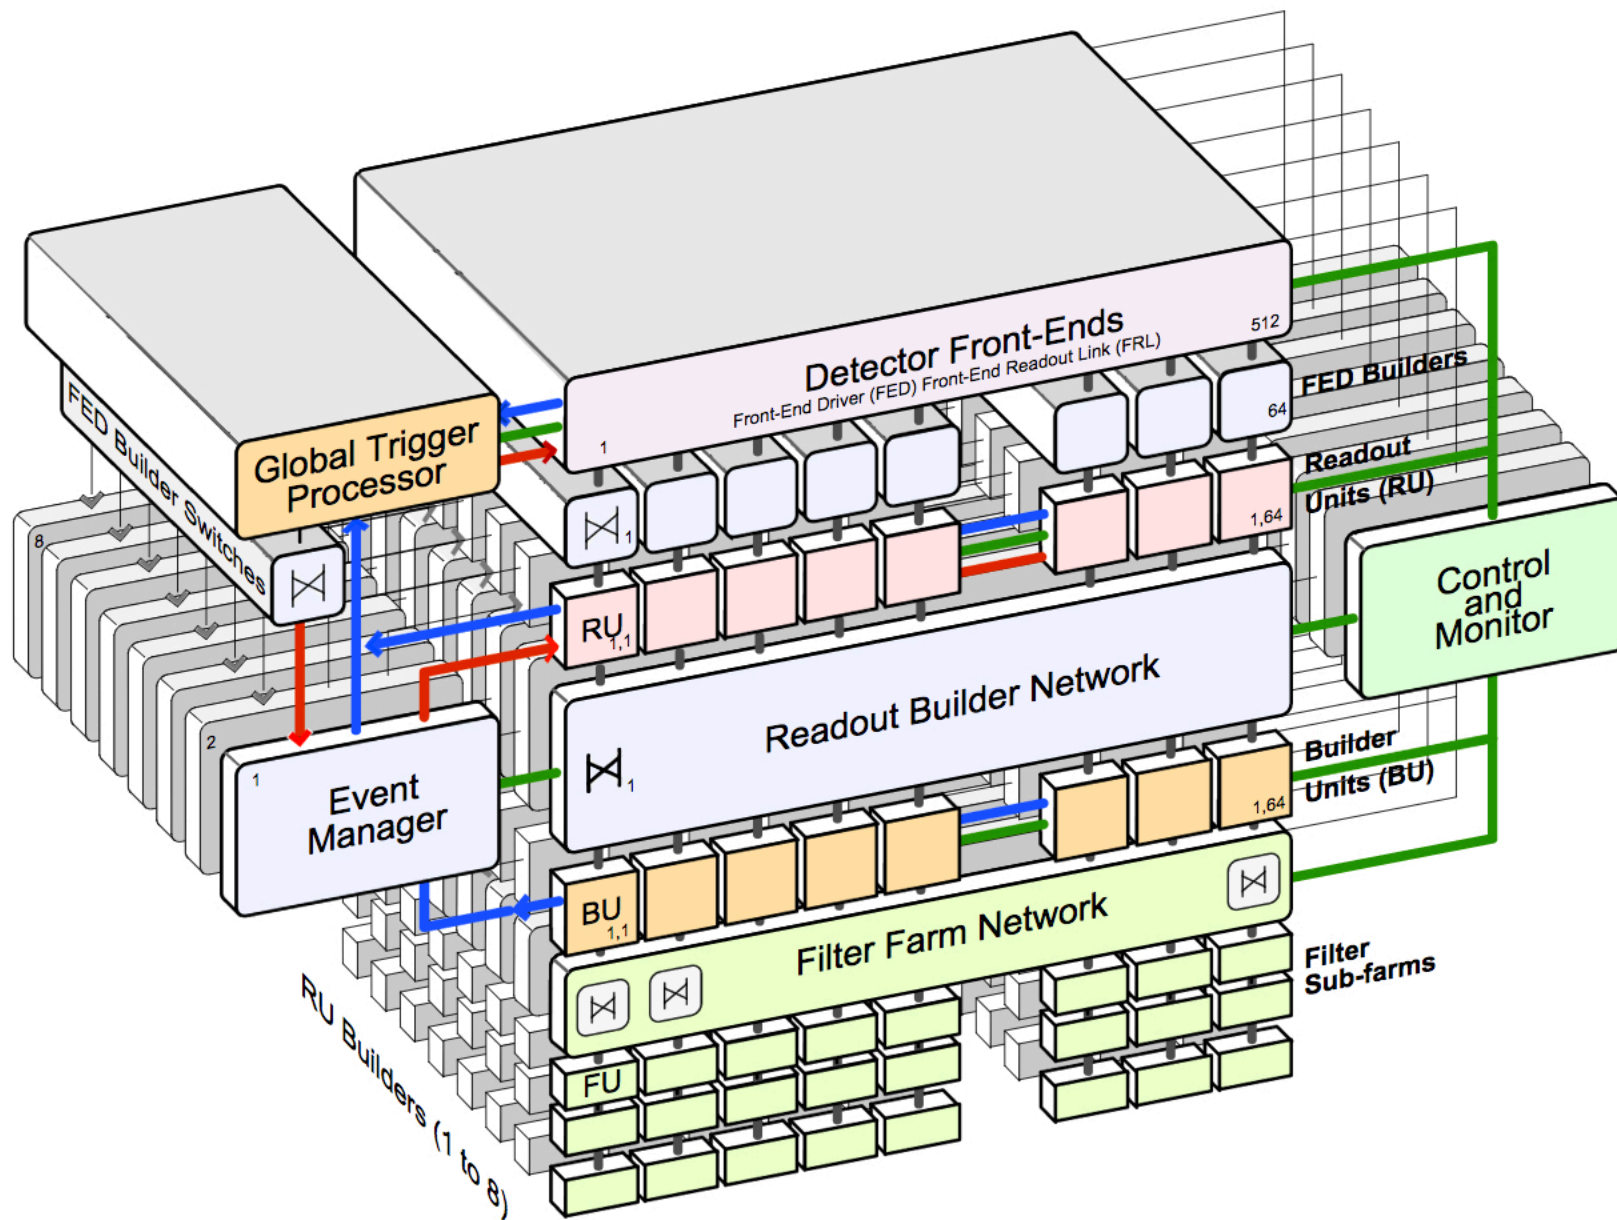 Detector Front-Ends
Front-End Driver (FED) Front-End Readout Link (FRL)
1
512
FED Builders
64
Global Trigger
Processor
FED Builder Switches
1
Readout
Units (RU)
1,64
RU
1,1
8
2
Control
and
Monitor
Readout Builder Network
1
1
Event
Manager
Builder
Units (BU)
1,64
BU
1,1
Filter Farm Network
Filter
Sub-farms
FU
RU Builders (1 to 8)